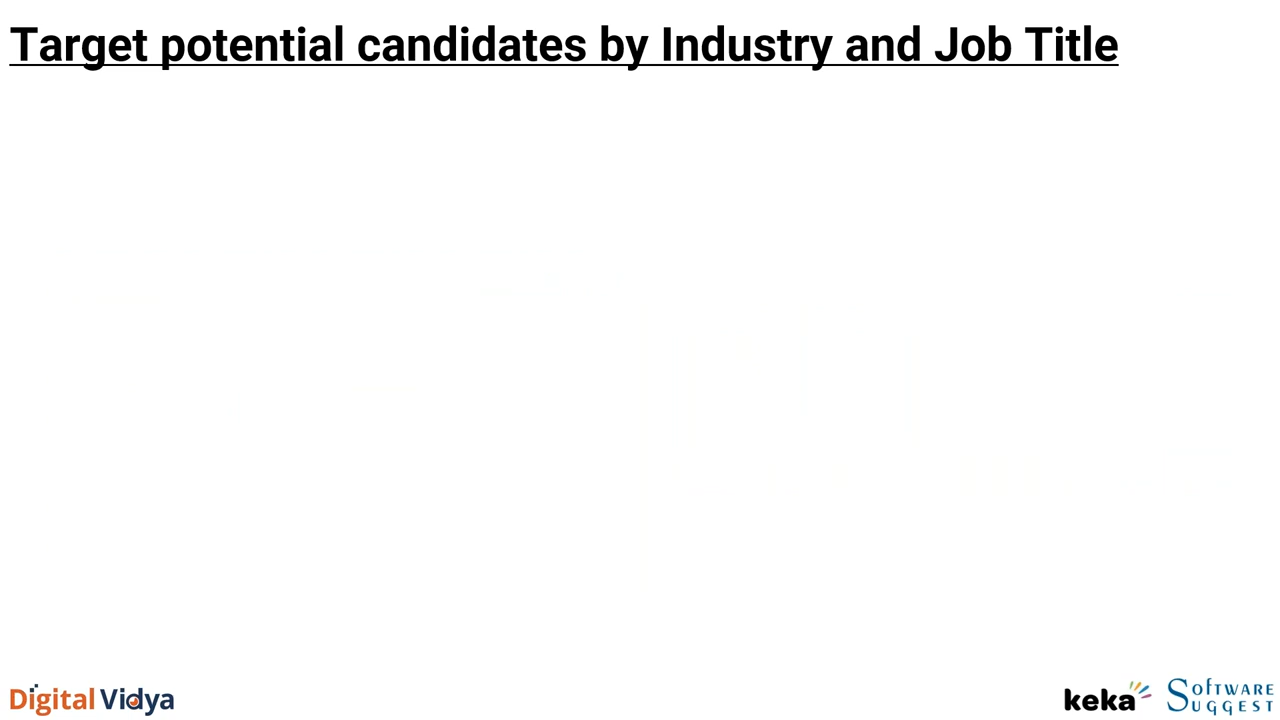 Target potential candidates by Industry and Job Title
Digital Vidya
keka
SOFTWARE
SUGGEST